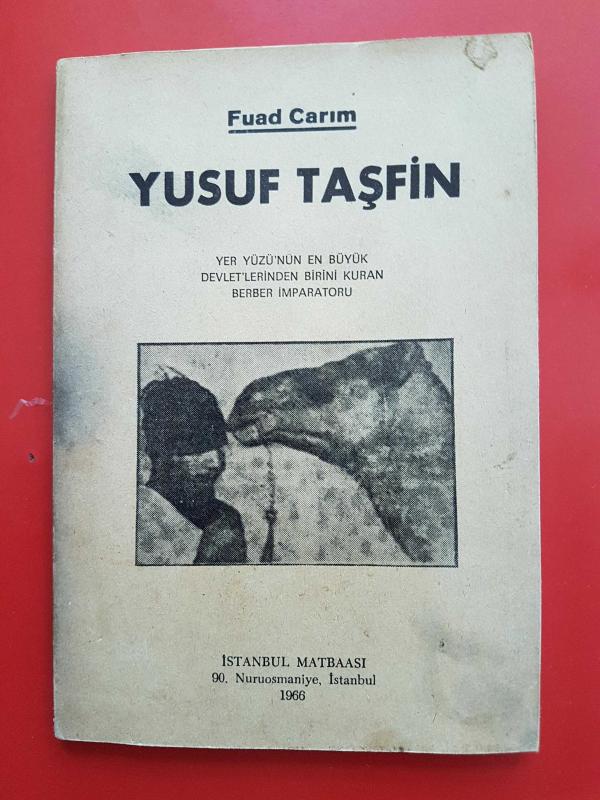 Fuad Carım
YUSUF TAŞFİN
YER YÜZÜ'NÜN EN BÜYÜK
DEVLET'LERİNDEN BİRİNİ KURAN
BERBER İMPARATORU
İSTANBUL MATBAASI
90, Nuruosmaniye, İstanbul
1966